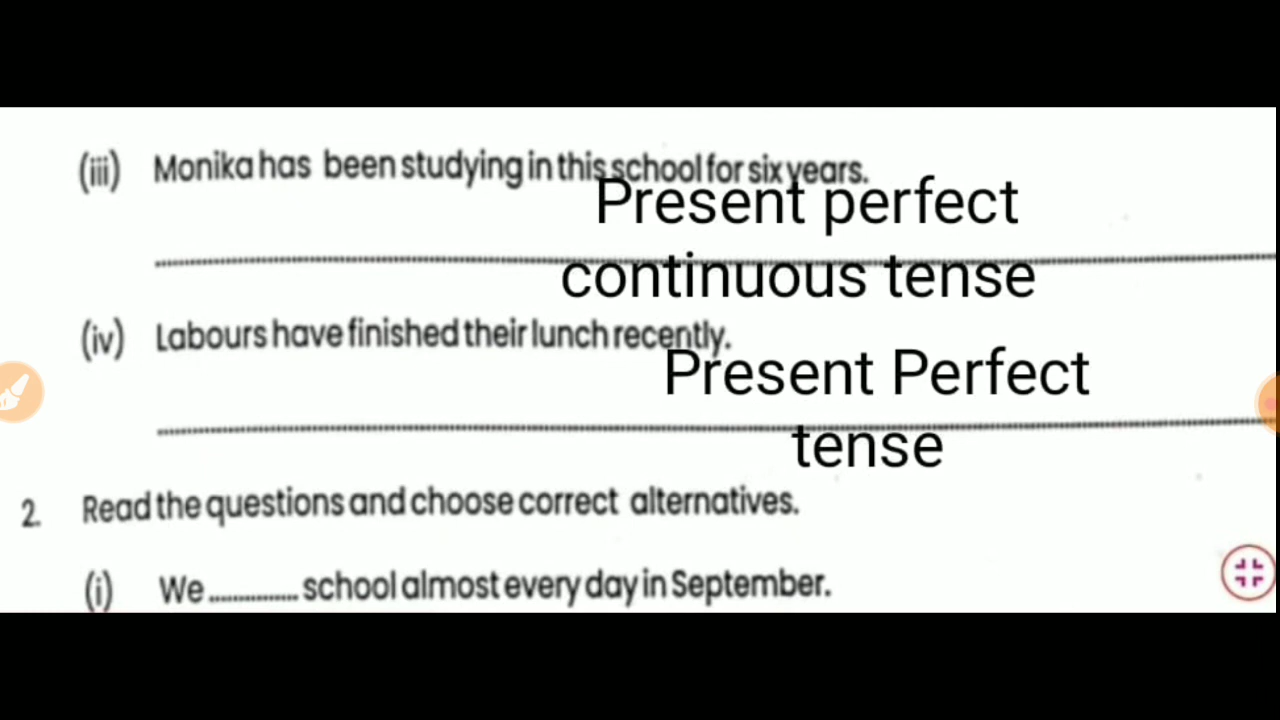 (iii) Monika has been studying in this school for six years.
Present perfect
continuous tense
(iv) Labours have finished their lunch recently.
Present Perfect
tense
2. Read the questions and choose correct alternatives.
(i) We ............... school almost every day in September.